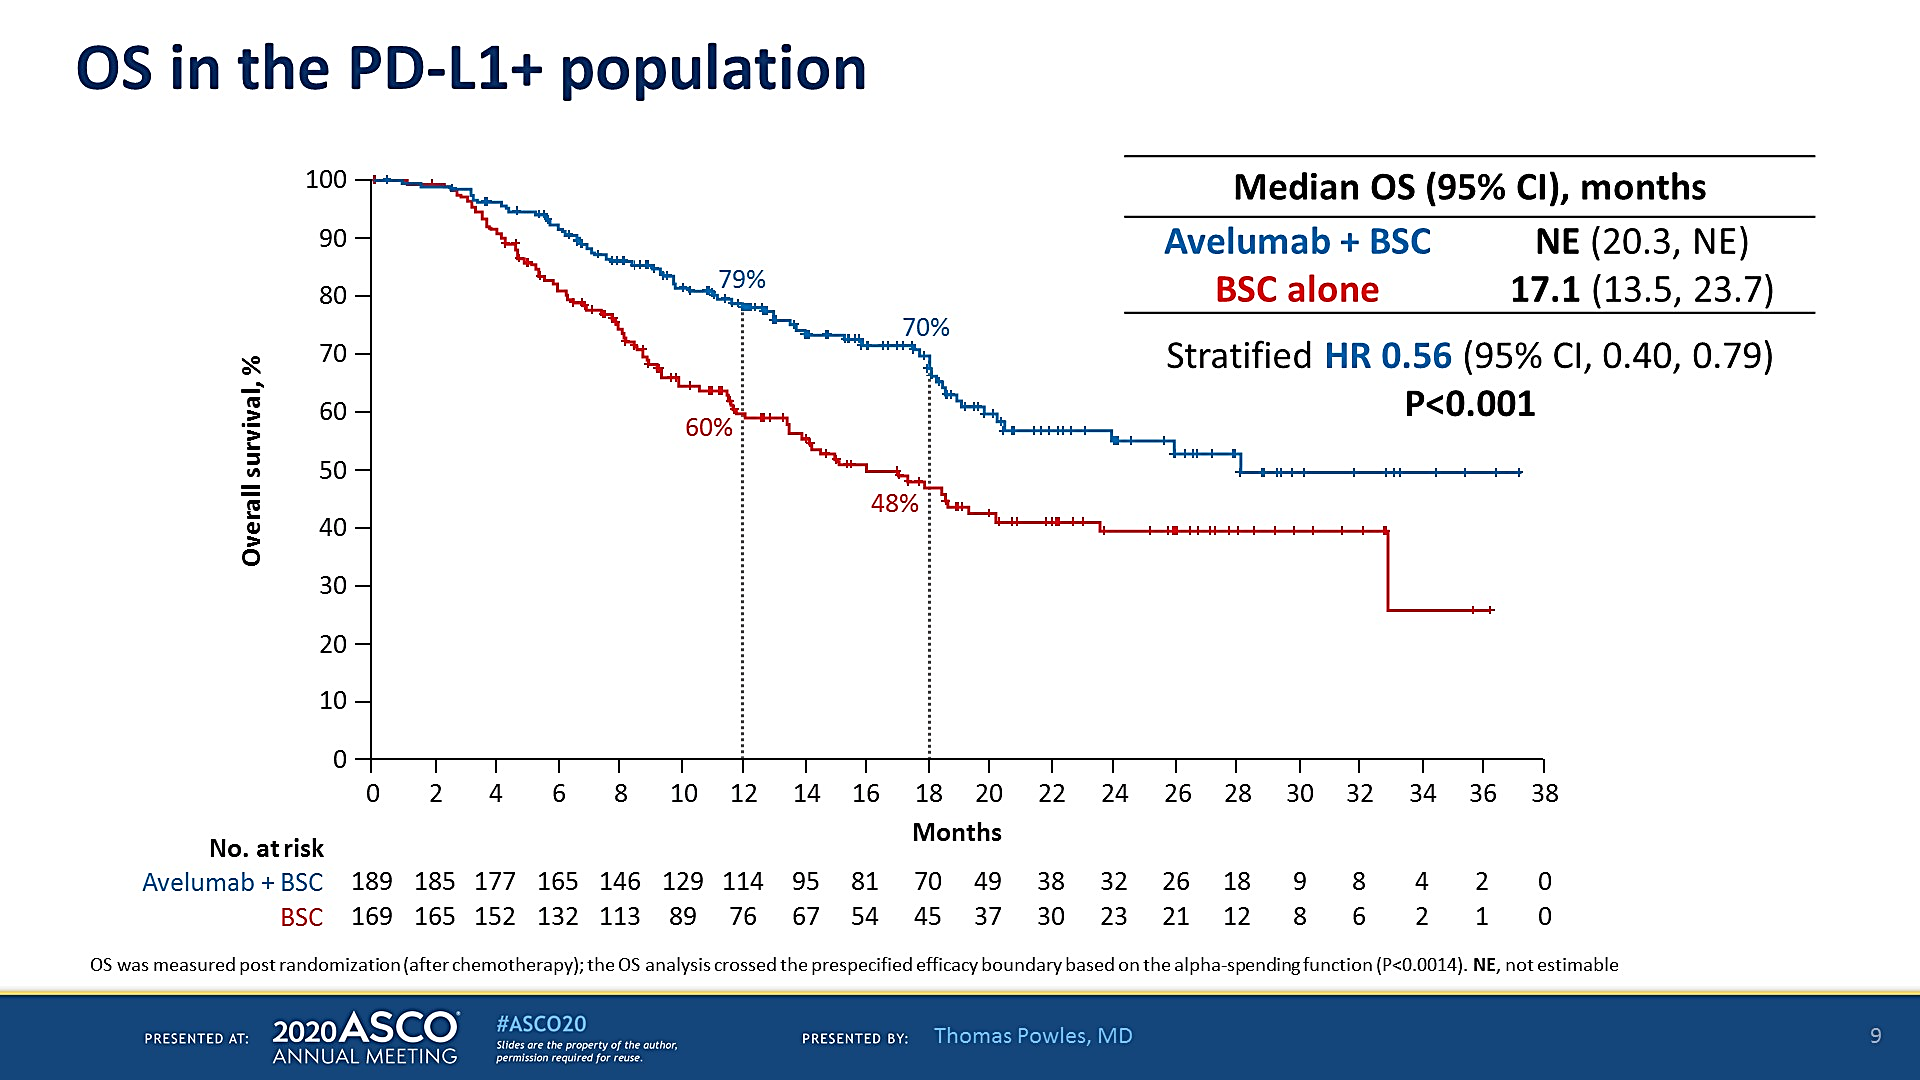 OS in the PD-L1+ population
Median OS (95% CI), months
Avelumab + BSC NE (20.3, NE)
BSC alone 17.1 (13.5, 23.7)
Stratified HR 0.56 (95% CI, 0.40, 0.79)
P<0.001
Overall survival, %
100
90
80
70
60
50
40
30
20
10
0
79%
70%
60%
48%
0 2 4 6 8 10 12 14 16 18 20 22 24 26 28 30 32 34 36 38
Months
No. at risk
Avelumab + BSC 189 185 177 165 146 129 114 95 81 70 49 38 32 26 18 9 8 4 2 0
BSC 169 165 152 132 113 89 76 67 54 45 37 30 23 21 12 8 6 2 1 0
OS was measured post randomization (after chemotherapy); the OS analysis crossed the prespecified efficacy boundary based on the alpha-spending function (P<0.0014). NE, not estimable
PRESENTED AT: 2020 ASCO
ANNUAL MEETING
#ASCO20
Slides are the property of the author,
permission required for reuse.
PRESENTED BY: Thomas Powles, MD
9